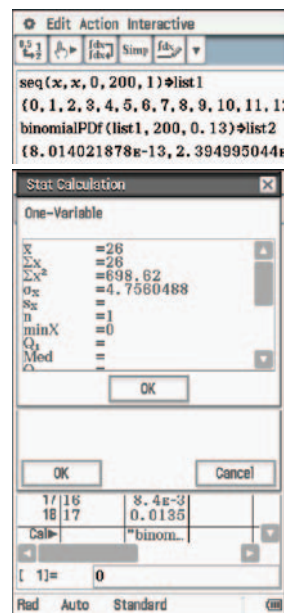 Edit Action Interactive
Simp
seq(x,x,0,200,1)⇒list1
{0,1,2,3,4,5,6,7,8,9,10,11,1
binomialPDf(list1,200,0.13)⇒list2
{8.014021878E-13,2.394995044E
Stat Calculation
One-Variable
x̄ =26
Σx =26
Σx² =698.62
σx =4.7560488
sx =
n =1
minX =0
Q₁ =
Med =
OK
OK Cancel
17 16 8.4E-3
18 17 0.0135
Cal▶ "binom...
[ 1]= 0
Rad Auto Standard